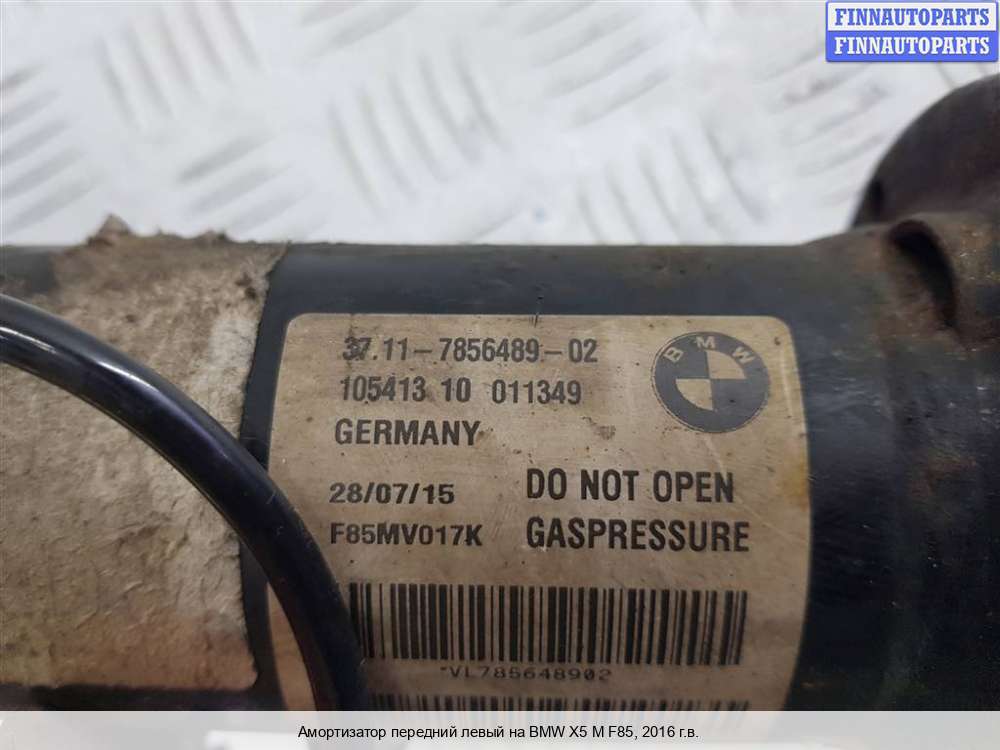 FINNAUTOPARTS
FINNAUTOPARTS
37.11-7856489-02
BMW
105413 10 011349
GERMANY
28/07/15
DO NOT OPEN
F85MV017K
GASPRESSURE
*VL785648902
Амортизатор передний левый на BMW X5 M F85, 2016 г.в.